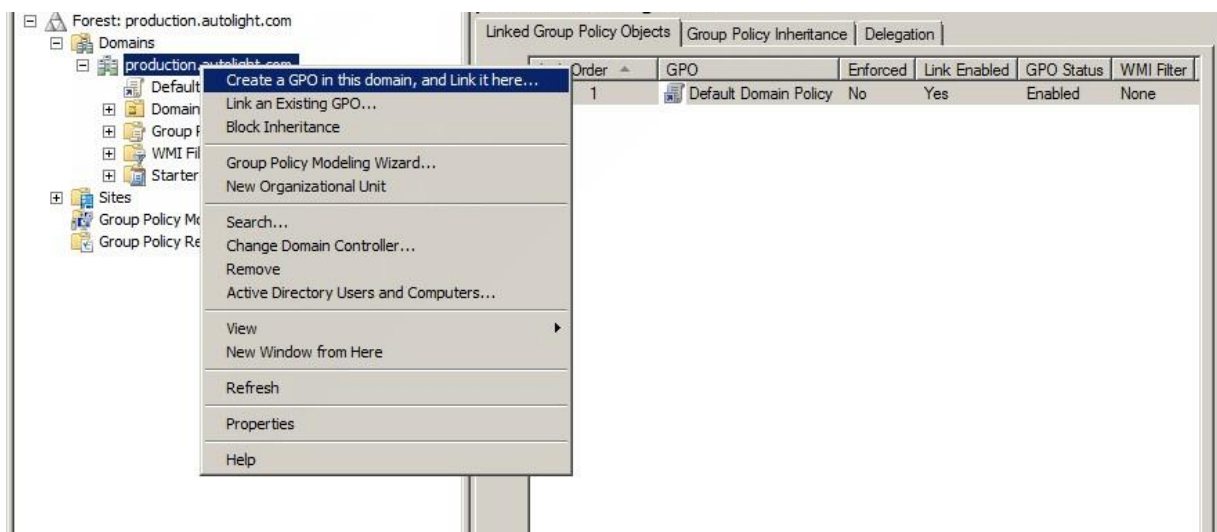 Forest: production.autolight.com
Domains
production.autolight.com
Default
Domain
Group P
WMI Fil
Starter
Sites
Group Policy Mo
Group Policy Re
Create a GPO in this domain, and Link it here...
Link an Existing GPO...
Block Inheritance
Group Policy Modeling Wizard...
New Organizational Unit
Search...
Change Domain Controller...
Remove
Active Directory Users and Computers...
View
New Window from Here
Refresh
Properties
Help
Linked Group Policy Objects Group Policy Inheritance Delegation
Order GPO Enforced Link Enabled GPO Status WMI Filter
1 Default Domain Policy No Yes Enabled None